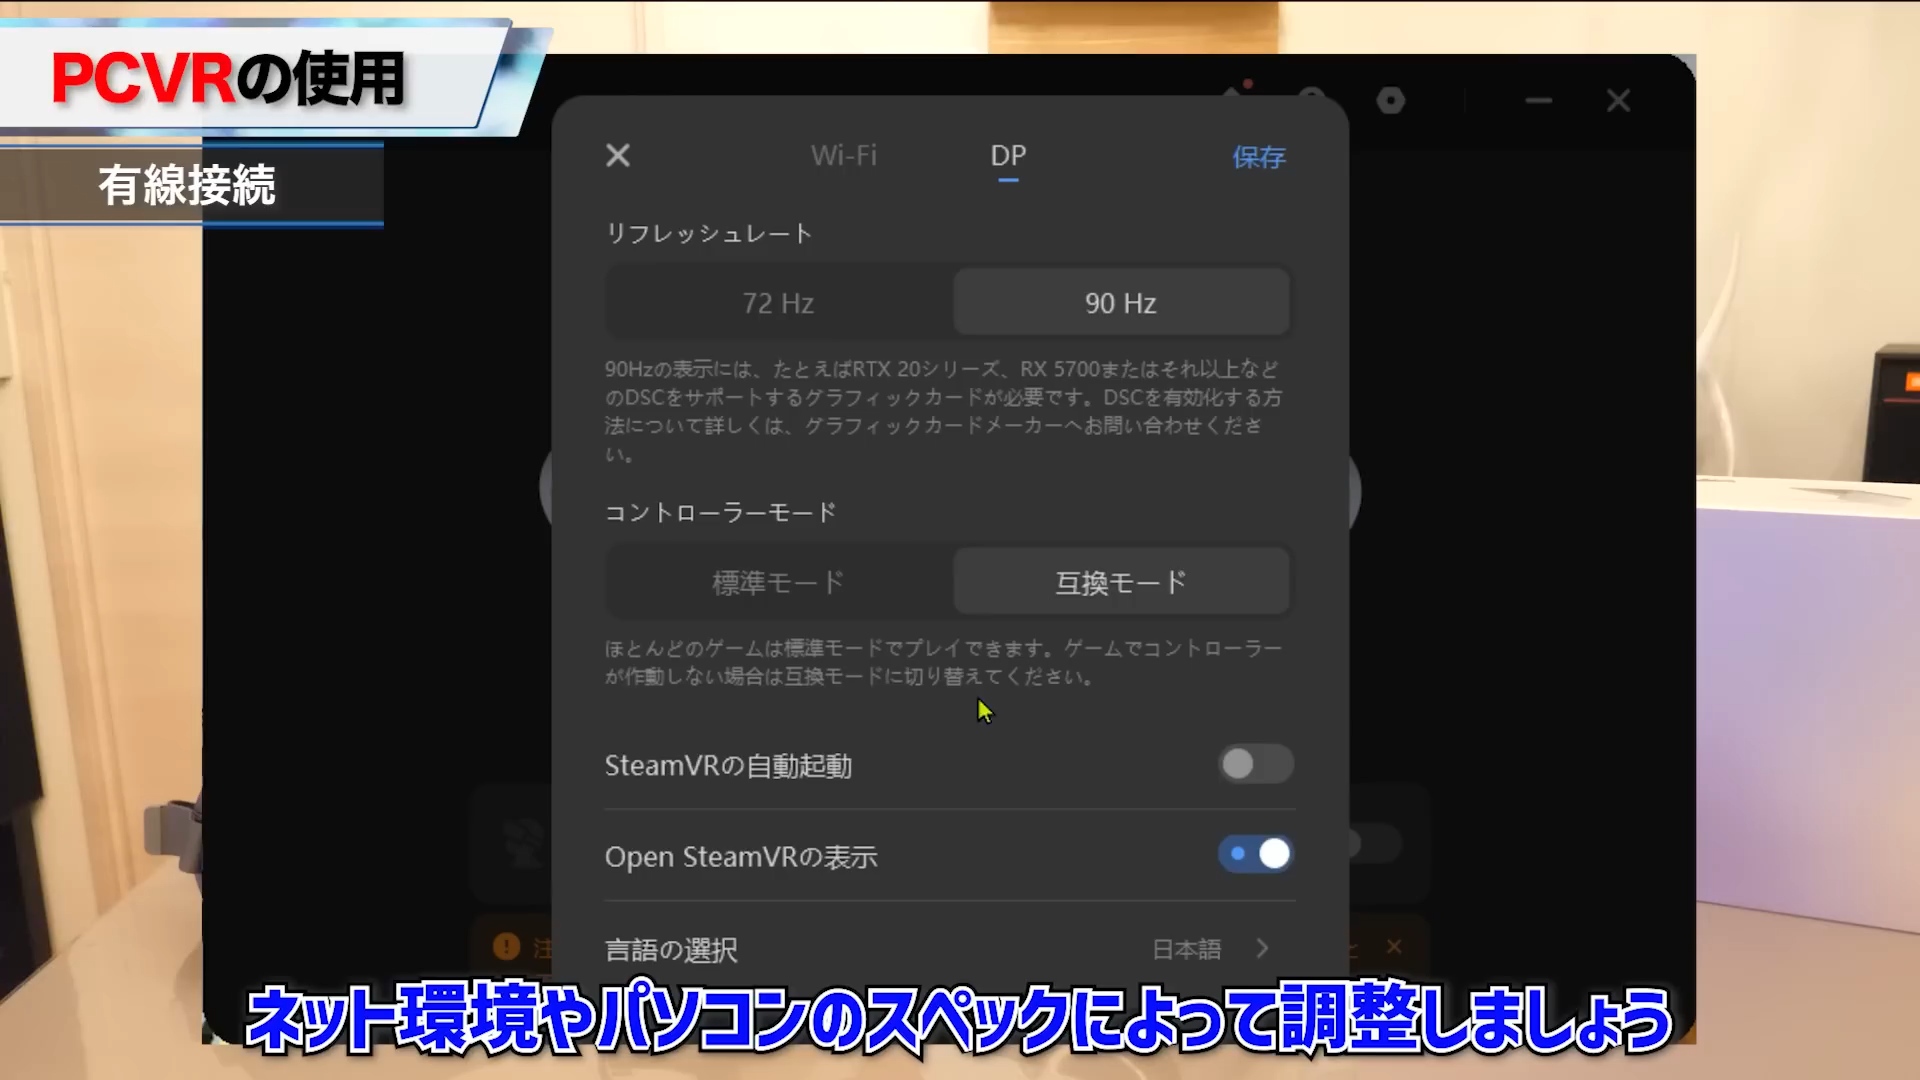 PCVRの使用
有線接続
Wi-Fi
DP
保存
リフレッシュレート
72 Hz
90 Hz
90Hzの表示には、たとえばRTX 20シリーズ、RX 5700またはそれ以上など
のDSCをサポートするグラフィックカードが必要です。DSCを有効化する方
法について詳しくは、グラフィックカードメーカーへお問い合わせくださ
い。
コントローラーモード
標準モード
互換モード
ほとんどのゲームは標準モードでプレイできます。ゲームでコントローラー
が作動しない場合は互換モードに切り替えてください。
SteamVRの自動起動
Open SteamVRの表示
言語の選択
日本語
注
ネット環境やパソコンのスペックによって調整しましょう